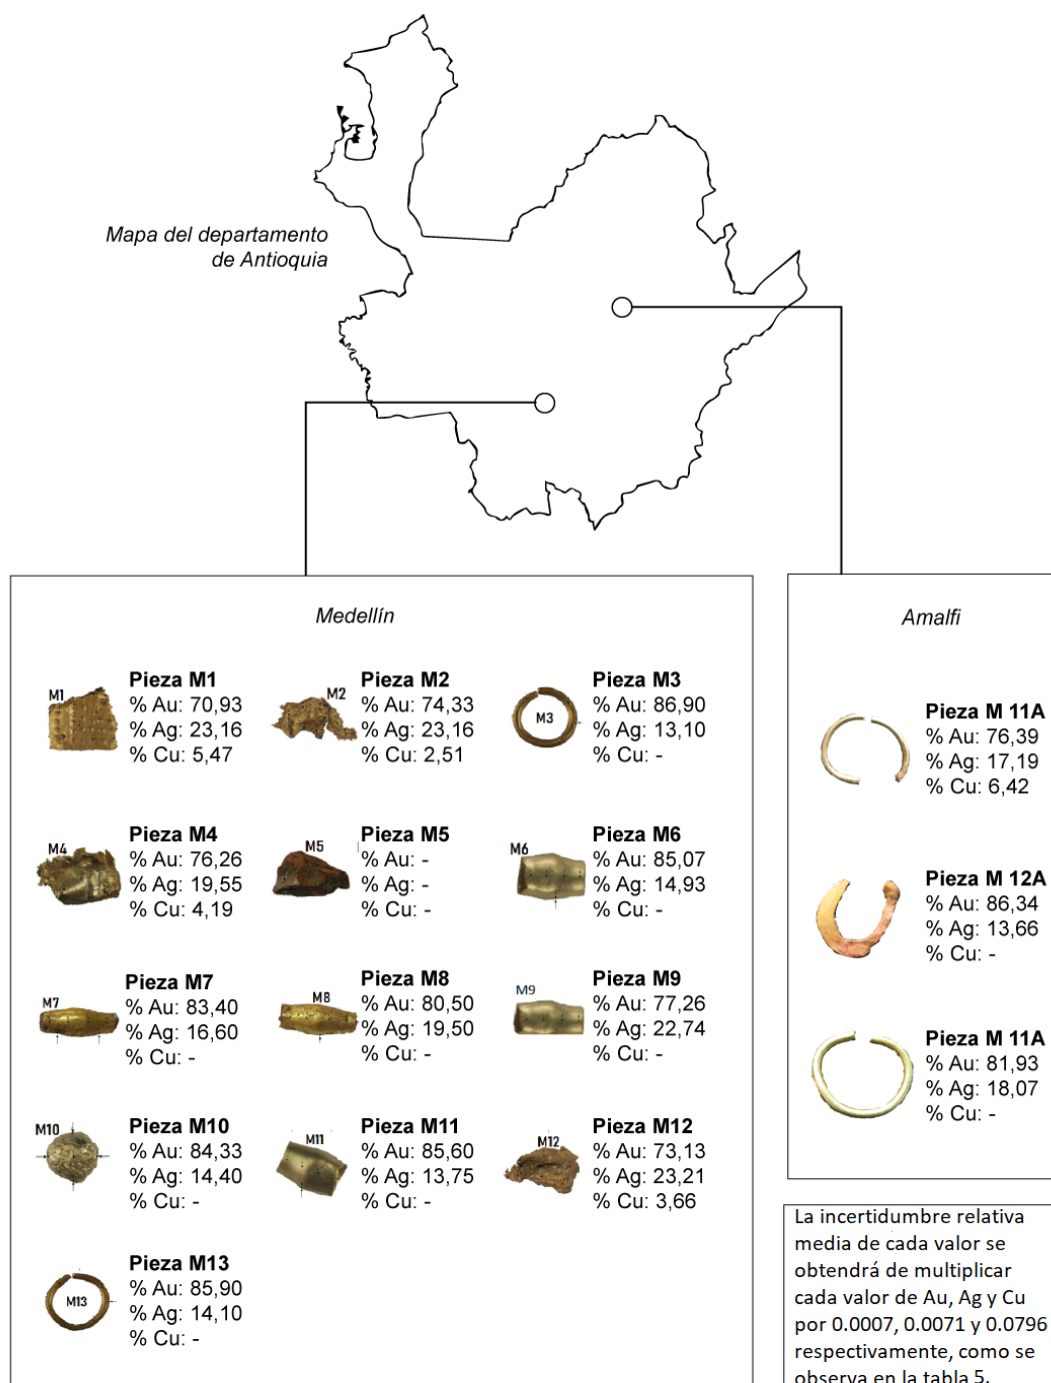 Mapa del departamento
de Antioquia
Medellín
M1
Pieza M1
% Au: 70,93
% Ag: 23,16
% Cu: 5,47
M2
Pieza M2
% Au: 74,33
% Ag: 23,16
% Cu: 2,51
M3
Pieza M3
% Au: 86,90
% Ag: 13,10
% Cu: -
M4
Pieza M4
% Au: 76,26
% Ag: 19,55
% Cu: 4,19
M5
Pieza M5
% Au: -
% Ag: -
% Cu: -
M6
Pieza M6
% Au: 85,07
% Ag: 14,93
% Cu: -
M7
Pieza M7
% Au: 83,40
% Ag: 16,60
% Cu: -
M8
Pieza M8
% Au: 80,50
% Ag: 19,50
% Cu: -
M9
Pieza M9
% Au: 77,26
% Ag: 22,74
% Cu: -
M10
Pieza M10
% Au: 84,33
% Ag: 14,40
% Cu: -
M11
Pieza M11
% Au: 85,60
% Ag: 13,75
% Cu: -
M12
Pieza M12
% Au: 73,13
% Ag: 23,21
% Cu: 3,66
M13
Pieza M13
% Au: 85,90
% Ag: 14,10
% Cu: -
Amalfi
Pieza M 11A
% Au: 76,39
% Ag: 17,19
% Cu: 6,42
Pieza M 12A
% Au: 86,34
% Ag: 13,66
% Cu: -
Pieza M 11A
% Au: 81,93
% Ag: 18,07
% Cu: -
La incertidumbre relativa
media de cada valor se
obtendrá de multiplicar
cada valor de Au, Ag y Cu
por 0.0007, 0.0071 y 0.0796
respectivamente, como se
observa en la tabla 5.